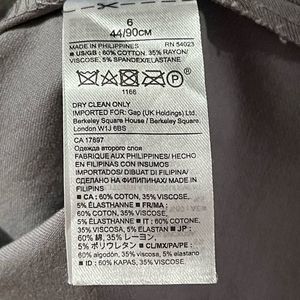 6
44/90CM
MADE IN PHILIPPINES RN 54023
■ US/GB : 60% COTTON, 35% RAYON/
VISCOSE, 5% SPANDEX/ELASTANE
1166
DRY CLEAN ONLY
IMPORTED FOR: Gap (UK Holdings) Ltd.
Berkeley Square House / Berkeley Square
London W1J 6BS
CA 17897
Одежда второго слоя
FABRIQUE AUX PHILIPPINES/ HECHO
EN FILIPINAS CON INSUMOS
IMPORTADOS/ DIBUAT DI FILIPINA/
СДЕЛАНО НА ФИЛИППИНАХ/ MADE IN
FILIPINS
■ CA : 60% COTON, 35% VISCOSE,
5% ÉLASTHANNE ■ FR/MA :
60% COTON, 35% VISCOSE,
5% ÉLASTHANNE ■ IT : 60% COTONE,
35% VISCOSA, 5% ELASTAN ■ JP :
60% 綿, 35% レーヨン,
5% ポリウレタン ■ CL/MX/PA/PE :
60% algodón, 35% viscosa, 5%
elastano
■ ID : 60% KAPAS, 35% VISCOSE,